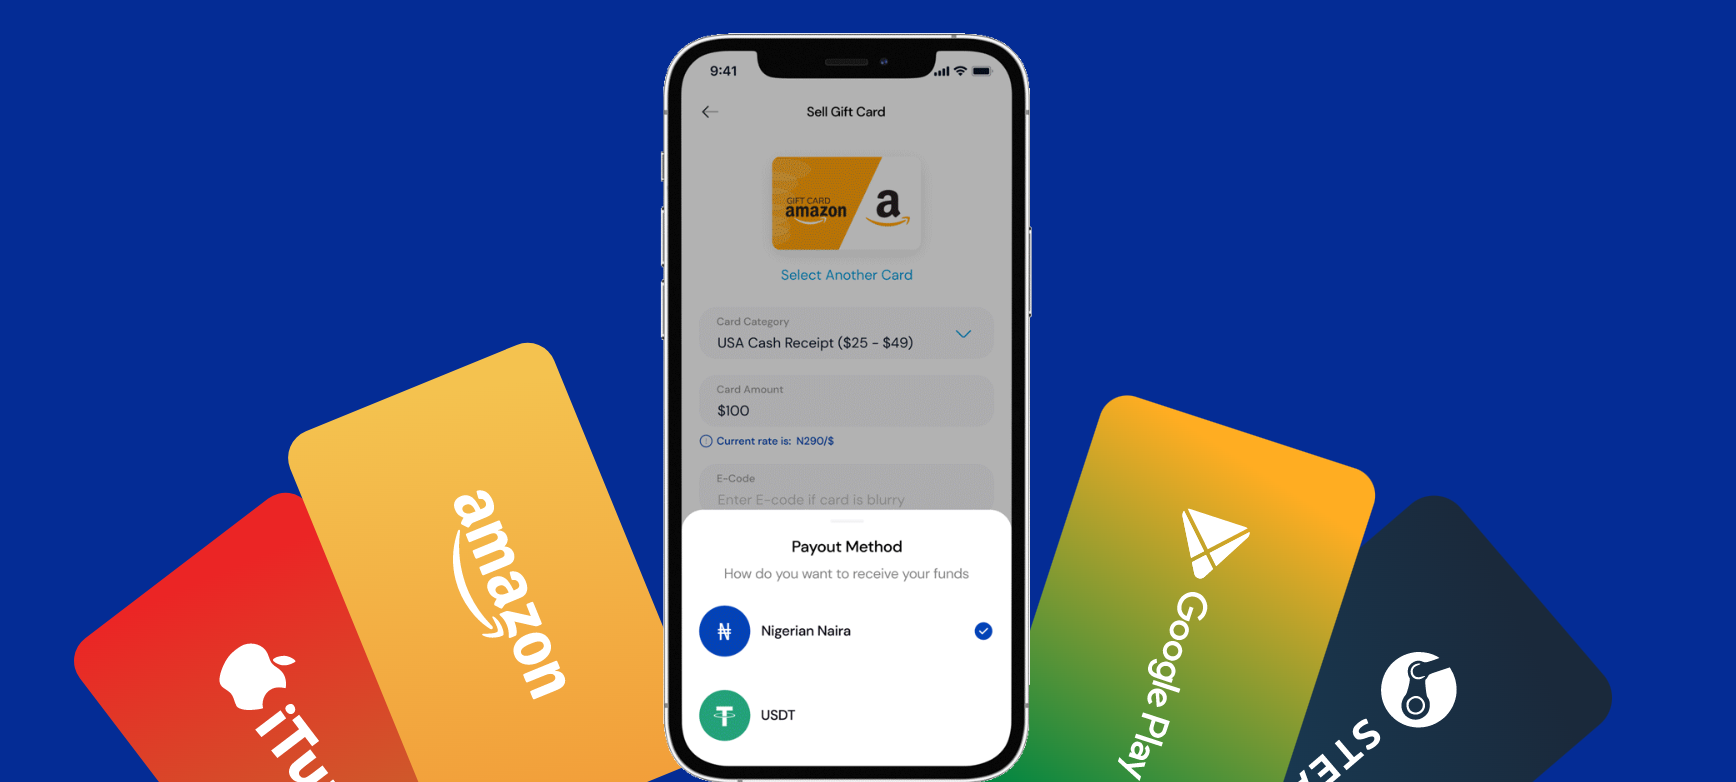 9:41
Sell Gift Card
GIFT CARD
amazon
a
Select Another Card
Card Category
USA Cash Receipt ($25 - $49)
Card Amount
$100
Current rate is: N290/$
E-Code
Enter E-code if card is blurry
Payout Method
How do you want to receive your funds
Nigerian Naira
USDT
iTu
amazon
Google Play
STEA